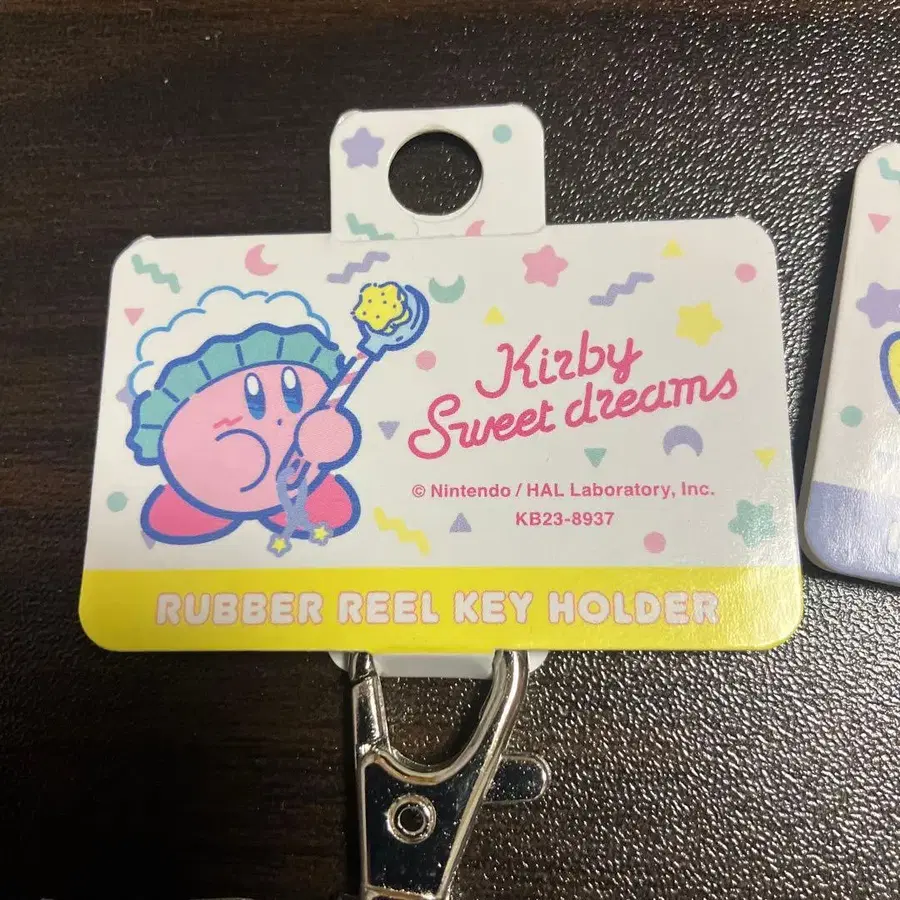 Kirby
Sweet dreams
© Nintendo / HAL Laboratory, Inc.
KB23-8937
RUBBER REEL KEY HOLDER